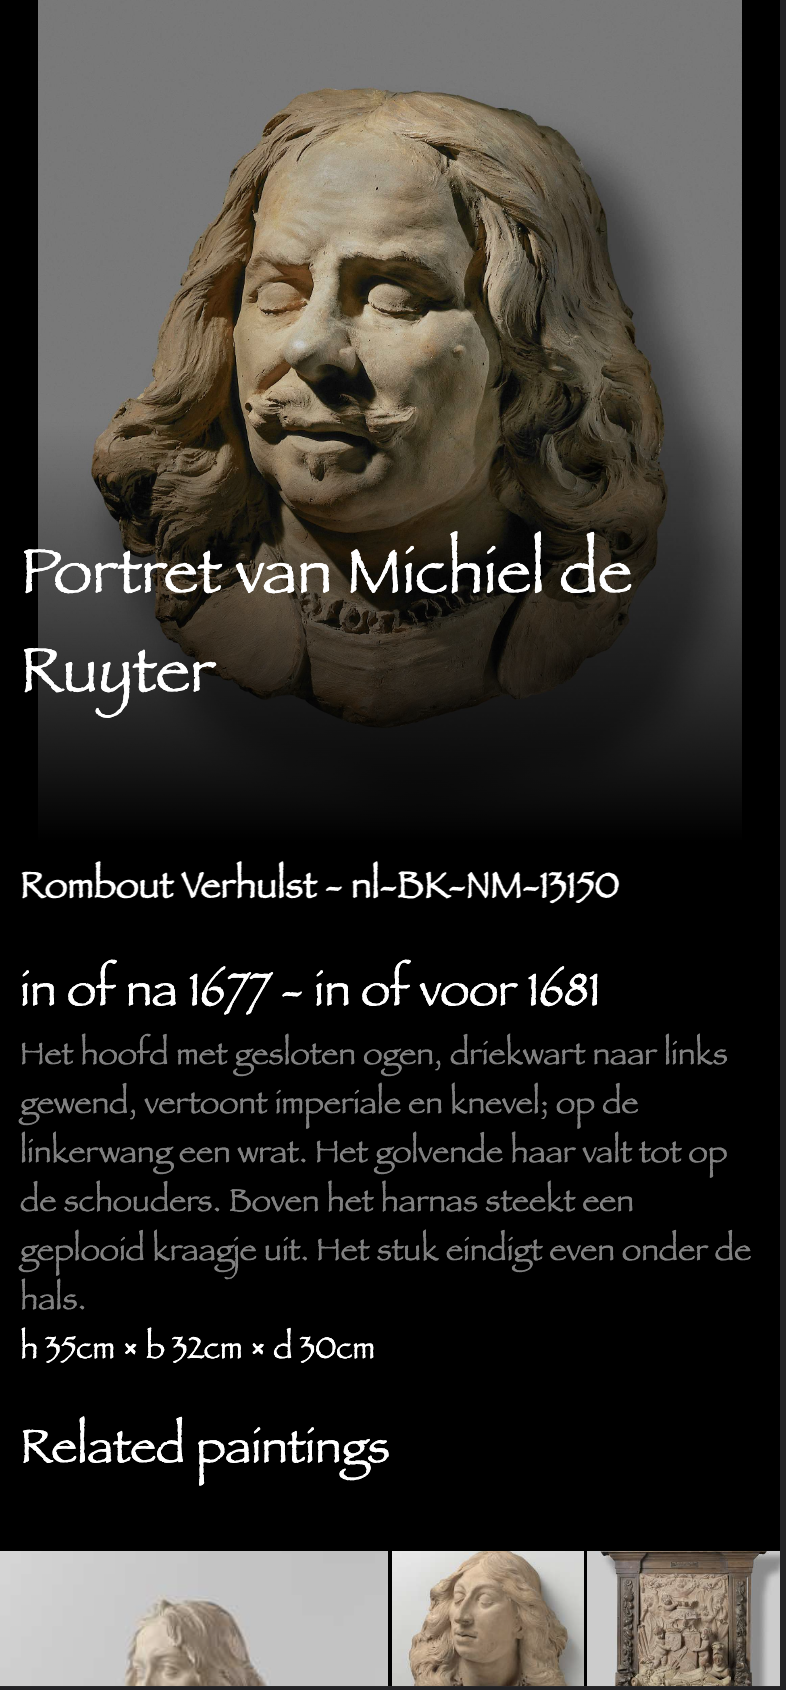 Portret van Michiel de
Ruyter
Rombout Verhulst - nl-BK-NM-13150
in of na 1677 - in of voor 1681
Het hoofd met gesloten ogen, driekwart naar links
gewend, vertoont imperiale en knevel; op de
linkerwang een wrat. Het golvende haar valt tot op
de schouders. Boven het harnas steekt een
geplooid kraagje uit. Het stuk eindigt even onder de
hals.
h 35cm × b 32cm × d 30cm
Related paintings